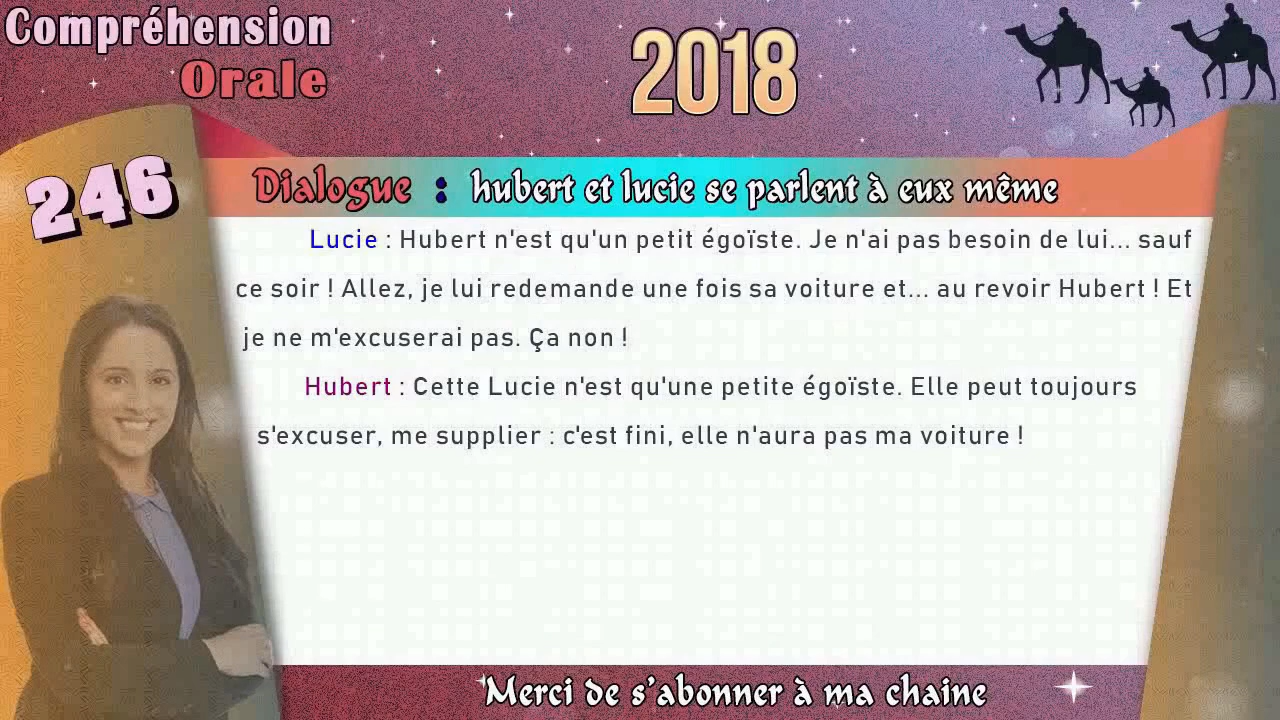 Compréhension
Orale
2018
246
Dialogue : hubert et lucie se parlent à eux même
Lucie : Hubert n'est qu'un petit égoïste. Je n'ai pas besoin de lui... sauf
ce soir ! Allez, je lui redemande une fois sa voiture et... au revoir Hubert ! Et
je ne m'excuserai pas. Ça non !
Hubert : Cette Lucie n'est qu'une petite égoïste. Elle peut toujours
s'excuser, me supplier : c'est fini, elle n'aura pas ma voiture !
Merci de s'abonner à ma chaine